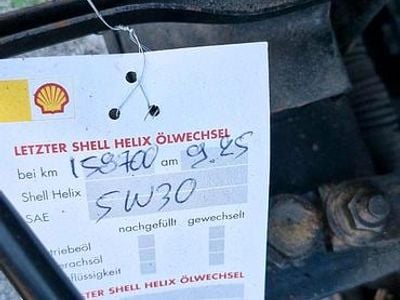 LETZTER SHELL HELIX ÖLWECHSEL
bei km 159700 am 9.25
Shell Helix
SAE 5W30
nachgefüllt gewechselt
LETZTER SHELL HELIX ÖLWECHSEL